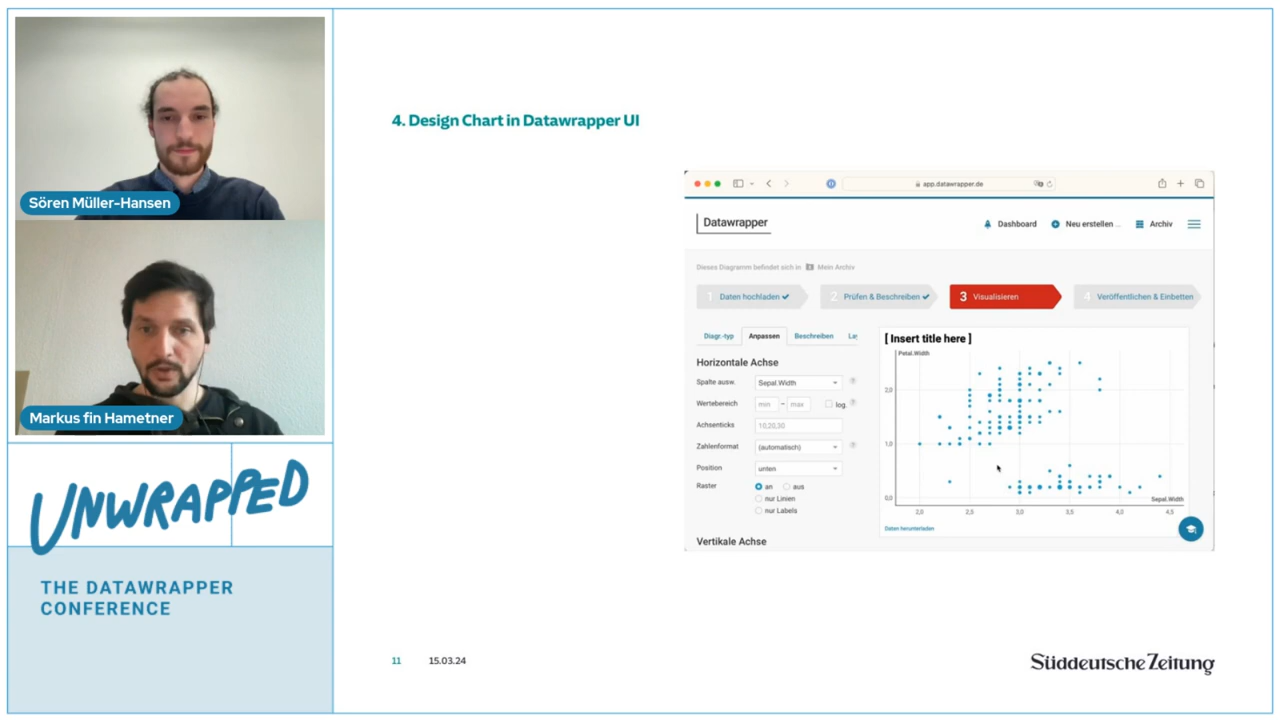 Sören Müller-Hansen
Markus fin Hametner
UNWRAPPED
THE DATAWRAPPER
CONFERENCE
4. Design Chart in Datawrapper UI
app.datawrapper.de
Datawrapper
Dashboard
Neu erstellen ...
Archiv
Dieses Diagramm befindet sich in Mein Archiv
1 Daten hochladen
2 Prüfen & Beschreiben
3 Visualisieren
4 Veröffentlichen & Einbetten
Diagr.-typ
Anpassen
Beschreiben
Horizontale Achse
Spalte ausw.
Sepal.Width
?
Wertebereich
min – max
log.
?
Achsenticks
10,20,30
Zahlenformat
(automatisch)
?
Position
unten
Raster
an
aus
nur Linien
nur Labels
Vertikale Achse
[ Insert title here ]
Petal.Width
2,0
1,0
0,0
Sepal.Width
2,0 2,5 3,0 3,5 4,0 4,5
Daten herunterladen
11
15.03.24
Süddeutsche Zeitung